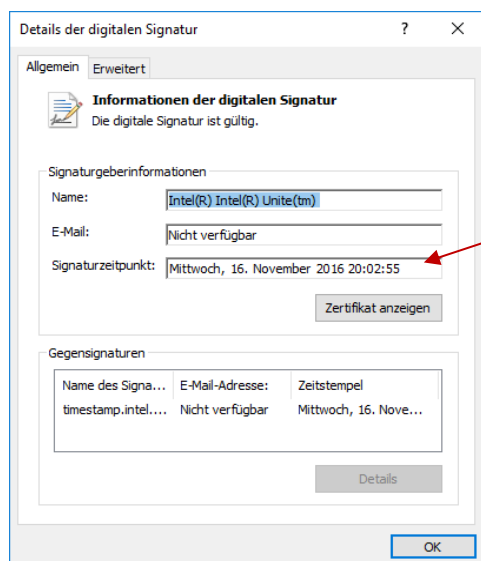 Details der digitalen Signatur ? ×
Allgemein Erweitert
Informationen der digitalen Signatur
Die digitale Signatur ist gültig.
Signaturgeberinformationen
Name: Intel(R) Intel(R) Unite(tm)
E-Mail: Nicht verfügbar
Signaturzeitpunkt: Mittwoch, 16. November 2016 20:02:55
Zertifikat anzeigen
Gegensignaturen
Name des Signa... E-Mail-Adresse: Zeitstempel
timestamp.intel.... Nicht verfügbar Mittwoch, 16. Nove...
Details
OK